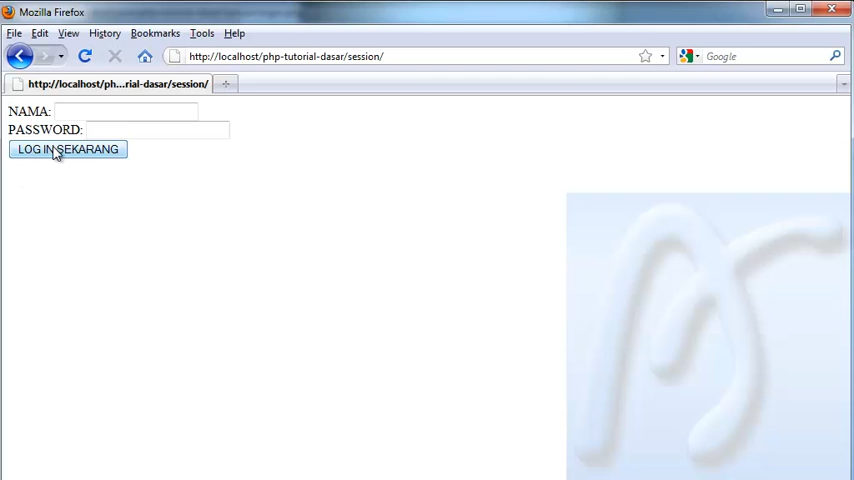 Mozilla Firefox
File Edit View History Bookmarks Tools Help
http://localhost/php-tutorial-dasar/session/
Google
http://localhost/ph...rial-dasar/session/
NAMA:
PASSWORD:
LOG IN SEKARANG